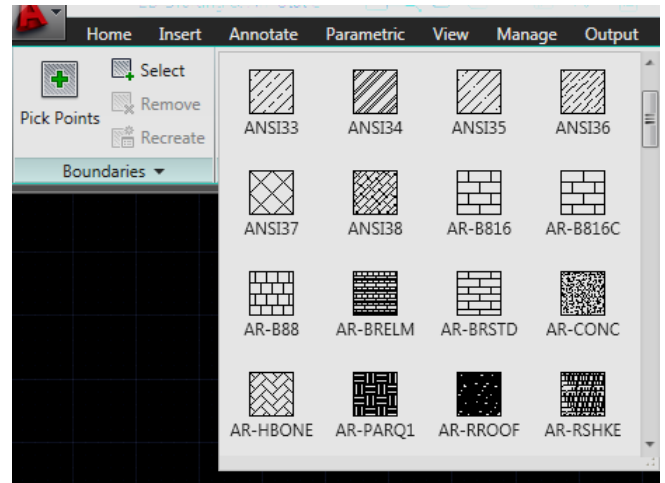 Home Insert Annotate Parametric View Manage Output
Select
Remove
Pick Points
Recreate
Boundaries
ANSI33 ANSI34 ANSI35 ANSI36
ANSI37 ANSI38 AR-B816 AR-B816C
AR-B88 AR-BRELM AR-BRSTD AR-CONC
AR-HBONE AR-PARQ1 AR-RROOF AR-RSHKE